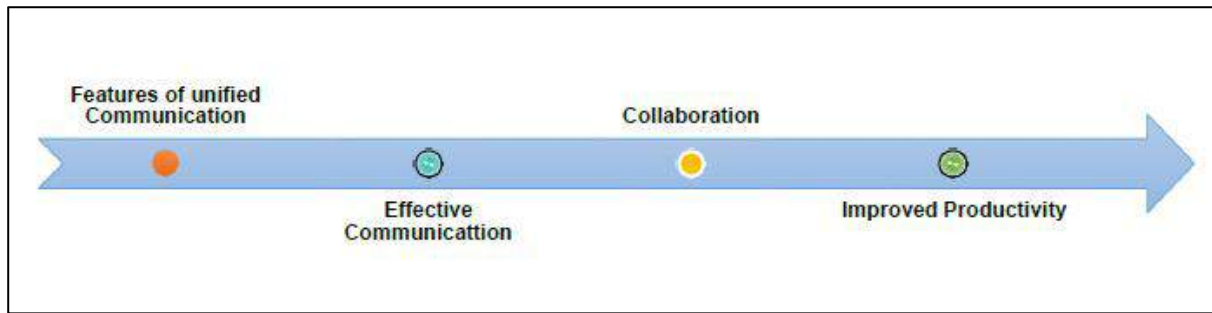 Features of unified
Communication
Collaboration
Effective
Communicattion
Improved Productivity